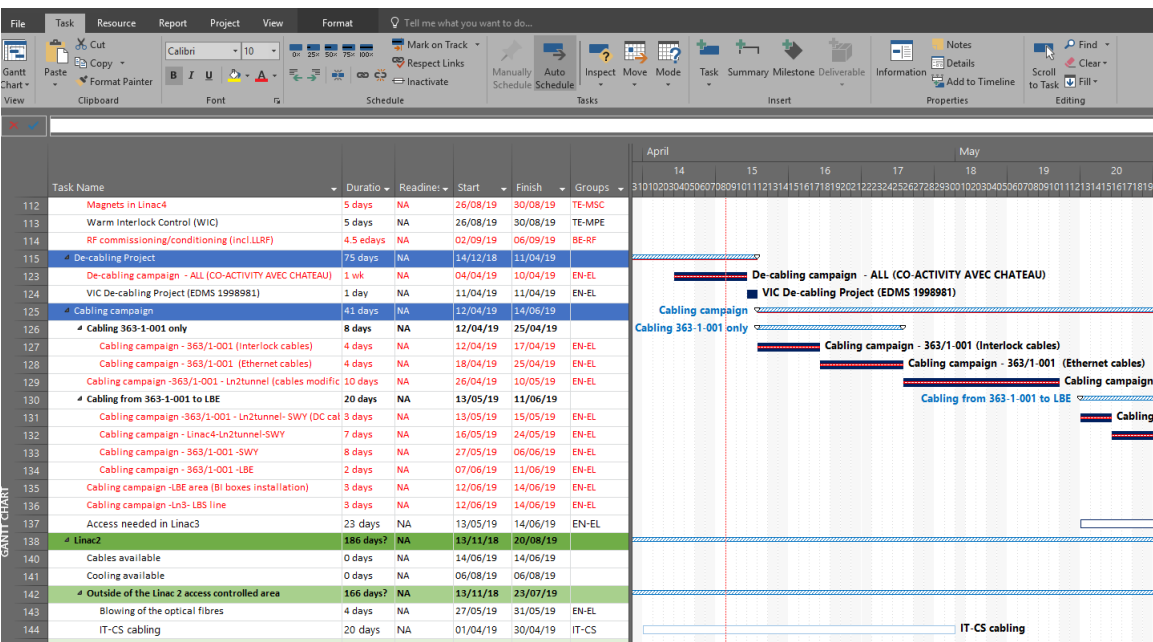 File Task Resource Report Project View Format Tell me what you want to do...
Cut
Copy
Format Painter
Paste
Gantt
Chart
Calibri 10
B I U A
0× 25× 50× 75× 100×
Mark on Track
Respect Links
Inactivate
Manually Schedule
Auto Schedule
Inspect Move Mode
Task Summary Milestone Deliverable
Information
Notes
Details
Add to Timeline
Scroll to Task
Find
Clear
Fill
View Clipboard Font Schedule Tasks Insert Properties Editing
April May
14 15 16 17 18 19 20
Task Name Duratio Readine: Start Finish Groups
112 Magnets in Linac4 5 days NA 26/08/19 30/08/19 TE-MSC
113 Warm Interlock Control (WIC) 5 days NA 26/08/19 30/08/19 TE-MPE
114 RF commissioning/conditioning (incl.LLRF) 4.5 edays NA 02/09/19 06/09/19 BE-RF
115 De-cabling Project 75 days NA 14/12/18 11/04/19
123 De-cabling campaign - ALL (CO-ACTIVITY AVEC CHATEAU) 1 wk NA 04/04/19 10/04/19 EN-EL De-cabling campaign - ALL (CO-ACTIVITY AVEC CHATEAU)
124 VIC De-cabling Project (EDMS 1998981) 1 day NA 11/04/19 11/04/19 EN-EL VIC De-cabling Project (EDMS 1998981)
125 Cabling campaign 41 days NA 12/04/19 14/06/19 Cabling campaign
126 Cabling 363-1-001 only 8 days NA 12/04/19 25/04/19 Cabling 363-1-001 only
127 Cabling campaign - 363/1-001 (Interlock cables) 4 days NA 12/04/19 17/04/19 EN-EL Cabling campaign - 363/1-001 (Interlock cables)
128 Cabling campaign - 363/1-001 (Ethernet cables) 4 days NA 18/04/19 25/04/19 EN-EL Cabling campaign - 363/1-001 (Ethernet cables)
129 Cabling campaign -363/1-001 - Ln2tunnel (cables modific 10 days NA 26/04/19 10/05/19 EN-EL Cabling campaign
130 Cabling from 363-1-001 to LBE 20 days NA 13/05/19 11/06/19 Cabling from 363-1-001 to LBE
131 Cabling campaign -363/1-001 - Ln2tunnel- SWY (DC cal 3 days NA 13/05/19 15/05/19 EN-EL Cabling
132 Cabling campaign - Linac4-Ln2tunnel-SWY 7 days NA 16/05/19 24/05/19 EN-EL
133 Cabling campaign - 363/1-001 -SWY 8 days NA 27/05/19 06/06/19 EN-EL
134 Cabling campaign - 363/1-001 -LBE 2 days NA 07/06/19 11/06/19 EN-EL
135 Cabling campaign -LBE area (BI boxes installation) 3 days NA 12/06/19 14/06/19 EN-EL
136 Cabling campaign -Ln3- LBS line 3 days NA 12/06/19 14/06/19 EN-EL
137 Access needed in Linac3 23 days NA 13/05/19 14/06/19 EN-EL
138 Linac2 186 days? NA 13/11/18 20/08/19
140 Cables available 0 days NA 14/06/19 14/06/19
141 Cooling available 0 days NA 06/08/19 06/08/19
142 Outside of the Linac 2 access controlled area 166 days? NA 13/11/18 23/07/19
143 Blowing of the optical fibres 4 days NA 27/05/19 31/05/19 EN-EL
144 IT-CS cabling 20 days NA 01/04/19 30/04/19 IT-CS IT-CS cabling
GANTT CHART